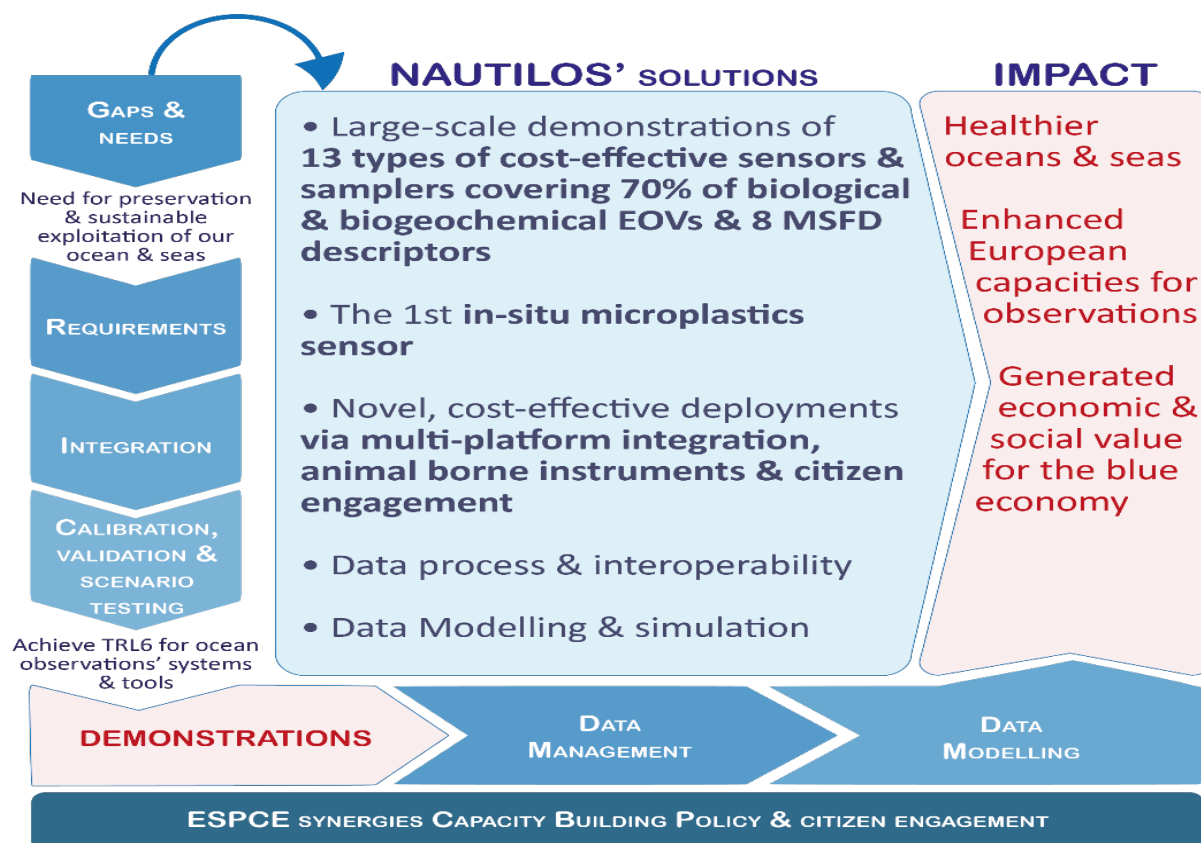 GAPS &
NEEDS
Need for preservation
& sustainable
exploitation of our
ocean & seas
REQUIREMENTS
INTEGRATION
CALIBRATION,
VALIDATION &
SCENARIO
TESTING
Achieve TRL6 for ocean
observations’ systems
& tools
NAUTILOS’ SOLUTIONS
• Large-scale demonstrations of
13 types of cost-effective sensors &
samplers covering 70% of biological
& biogeochemical EOVs & 8 MSFD
descriptors
• The 1st in-situ microplastics
sensor
• Novel, cost-effective deployments
via multi-platform integration,
animal borne instruments & citizen
engagement
• Data process & interoperability
• Data Modelling & simulation
IMPACT
Healthier
oceans & seas
Enhanced
European
capacities for
observations
Generated
economic &
social value
for the blue
economy
DEMONSTRATIONS
DATA
MANAGEMENT
DATA
MODELLING
ESPCE SYNERGIES CAPACITY BUILDING POLICY & CITIZEN ENGAGEMENT